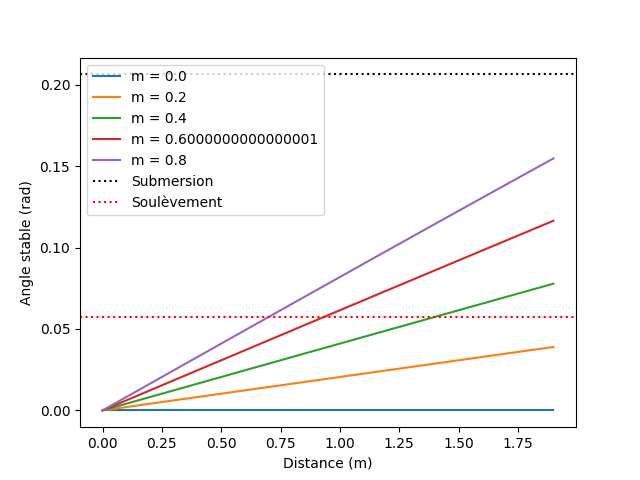 m = 0.0
m = 0.2
m = 0.4
m = 0.6000000000000001
m = 0.8
Submersion
Soulèvement
Angle stable (rad)
0.20
0.15
0.10
0.05
0.00
0.00 0.25 0.50 0.75 1.00 1.25 1.50 1.75
Distance (m)